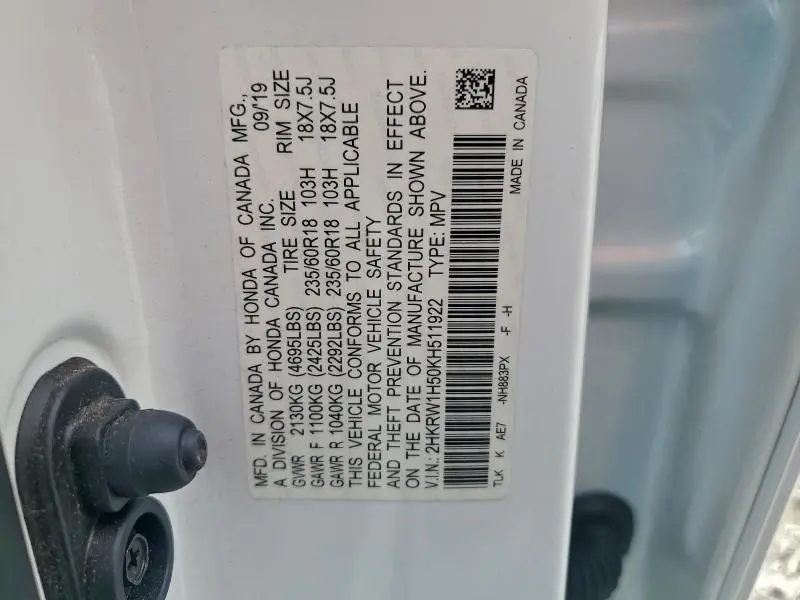 MFD. IN CANADA BY HONDA OF CANADA MFG.,
A DIVISION OF HONDA CANADA INC. 09/19
GVWR 2130KG (4695LBS) TIRE SIZE RIM SIZE
GAWR F 1100KG (2425LBS) 235/60R18 103H 18X7.5J
GAWR R 1040KG (2292LBS) 235/60R18 103H 18X7.5J
THIS VEHICLE CONFORMS TO ALL APPLICABLE
FEDERAL MOTOR VEHICLE SAFETY
AND THEFT PREVENTION STANDARDS IN EFFECT
ON THE DATE OF MANUFACTURE SHOWN ABOVE.
V.I.N.: 2HKRW1H50KH511922 TYPE: MPV
TLK K AE7 -NH883PX -F -H MADE IN CANADA